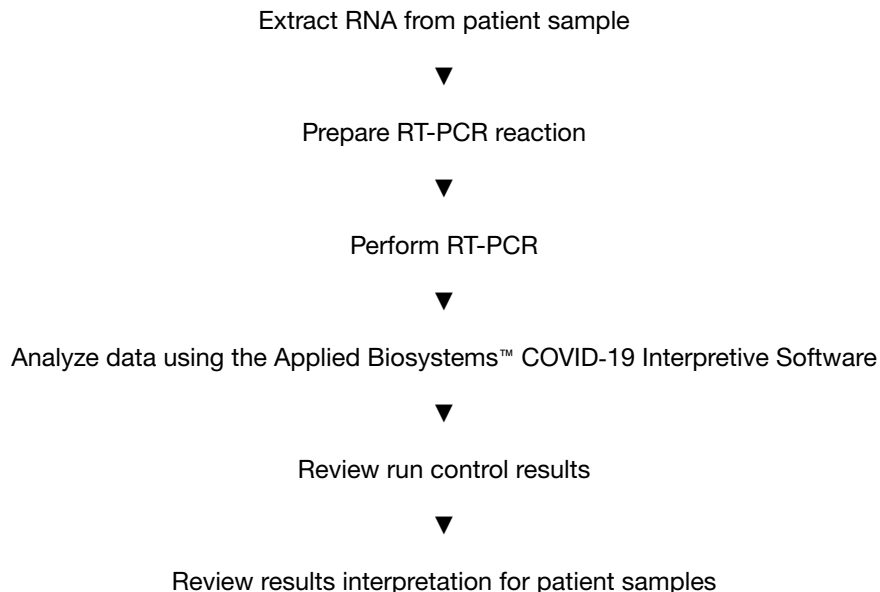 Extract RNA from patient sample
▼
Prepare RT-PCR reaction
▼
Perform RT-PCR
▼
Analyze data using the Applied Biosystems™ COVID‑19 Interpretive Software
▼
Review run control results
▼
Review results interpretation for patient samples